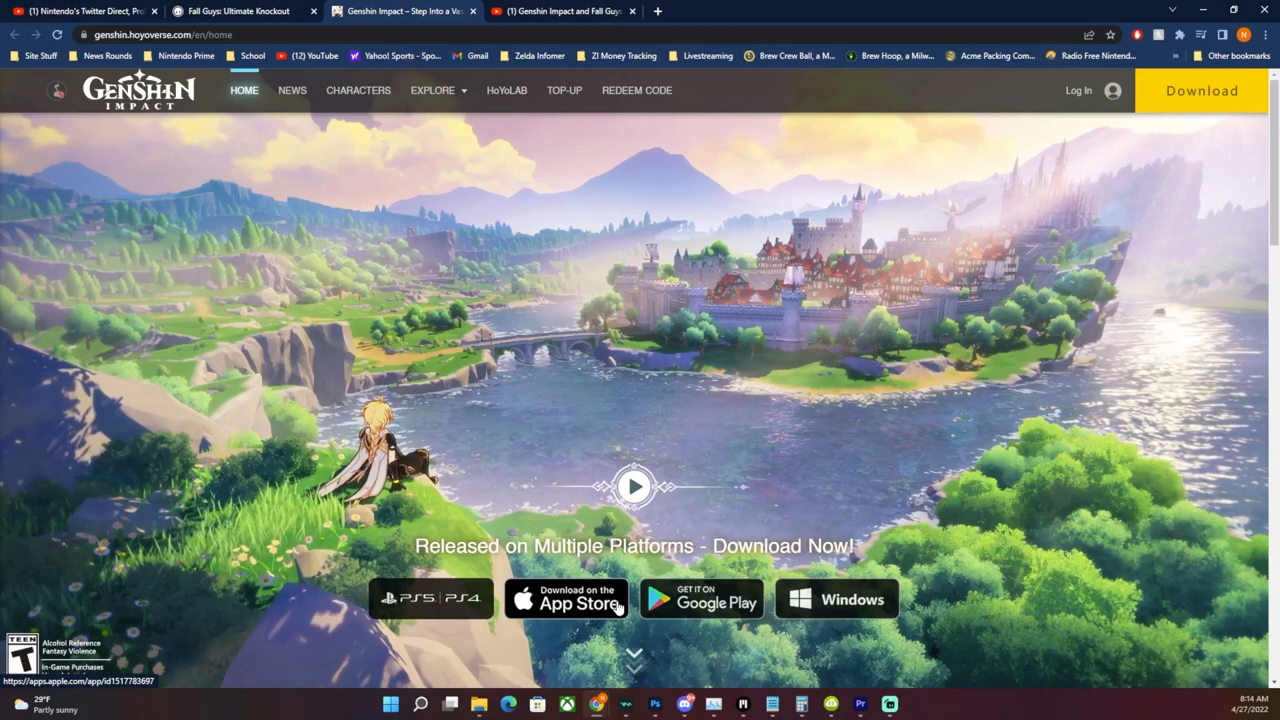 (1) Nintendo's Twitter Direct, Pro
Fall Guys: Ultimate Knockout
Genshin Impact – Step Into a Vas
(1) Genshin Impact and Fall Guys
genshin.hoyoverse.com/en/home
Site Stuff
News Rounds
Nintendo Prime
School
(12) YouTube
Yahoo! Sports - Spo...
Gmail
Zelda Infomer
ZI Money Tracking
Livestreaming
Brew Crew Ball, a M...
Brew Hoop, a Milw...
Acme Packing Com...
Radio Free Nintend...
Other bookmarks
GENSHIN
IMPACT
HOME
NEWS
CHARACTERS
EXPLORE
HoYoLAB
TOP-UP
REDEEM CODE
Log In
Download
Released on Multiple Platforms - Download Now!
PS5 | PS4
Download on the
App Store
GET IT ON
Google Play
Windows
TEEN
T
Alcohol Reference
Fantasy Violence
In-Game Purchases
https://apps.apple.com/app/id1517783697
29°F
Partly sunny
8:14 AM
4/27/2022